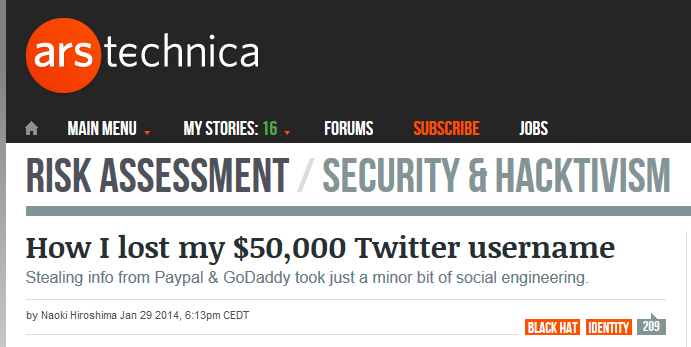 ars technica
MAIN MENU MY STORIES: 16 FORUMS SUBSCRIBE JOBS
RISK ASSESSMENT / SECURITY & HACKTIVISM
How I lost my $50,000 Twitter username
Stealing info from Paypal & GoDaddy took just a minor bit of social engineering.
by Naoki Hiroshima Jan 29 2014, 6:13pm CEDT
BLACK HAT IDENTITY 209